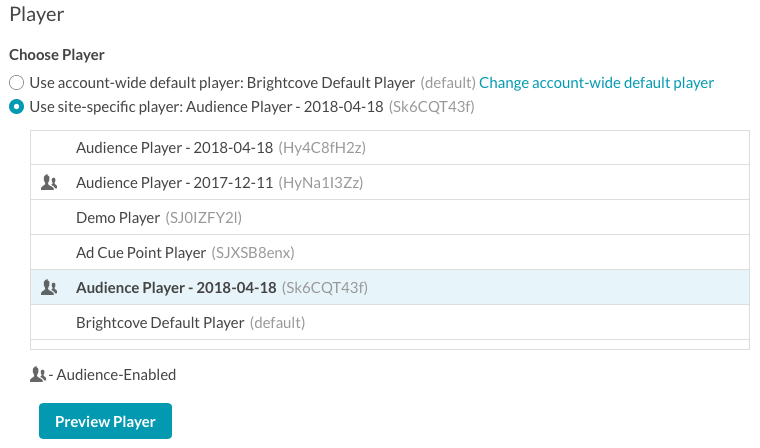 Player
Choose Player
Use account-wide default player: Brightcove Default Player (default) Change account-wide default player
Use site-specific player: Audience Player - 2018-04-18 (Sk6CQT43f)
Audience Player - 2018-04-18 (Hy4C8fH2z)
Audience Player - 2017-12-11 (HyNa1I3Zz)
Demo Player (SJ0IZFY2l)
Ad Cue Point Player (SJXSB8enx)
Audience Player - 2018-04-18 (Sk6CQT43f)
Brightcove Default Player (default)
- Audience-Enabled
Preview Player